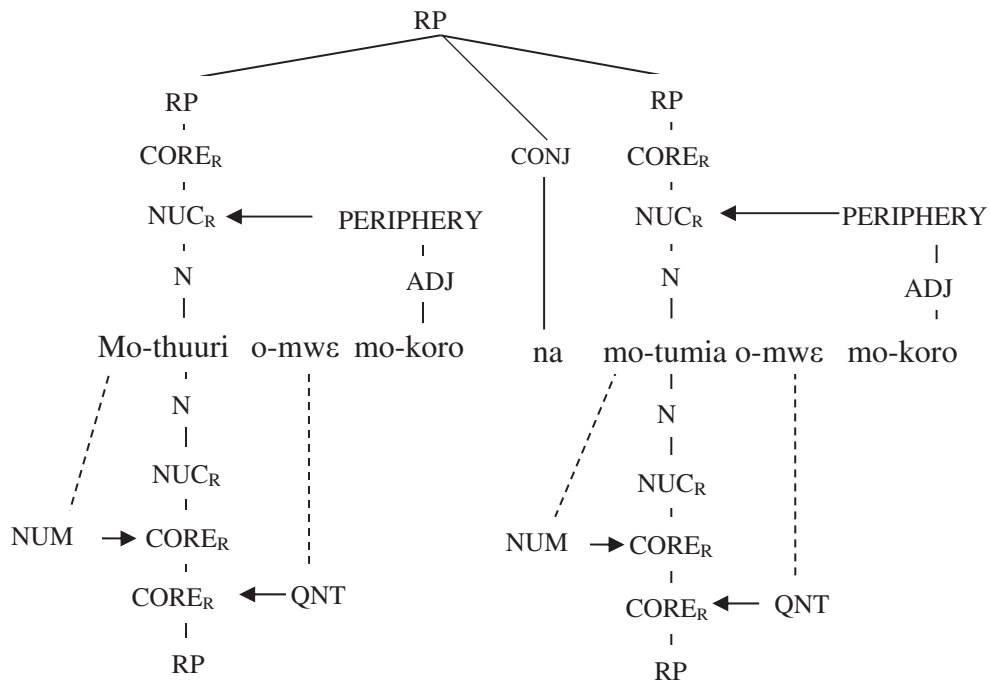 RP
RP RP
CORE_R CONJ CORE_R
NUC_R PERIPHERY NUC_R PERIPHERY
N ADJ N ADJ
Mo-thuuri o-mwɛ mo-koro na mo-tumia o-mwɛ mo-koro
N N
NUC_R NUC_R
NUM CORE_R NUM CORE_R
CORE_R QNT CORE_R QNT
RP RP